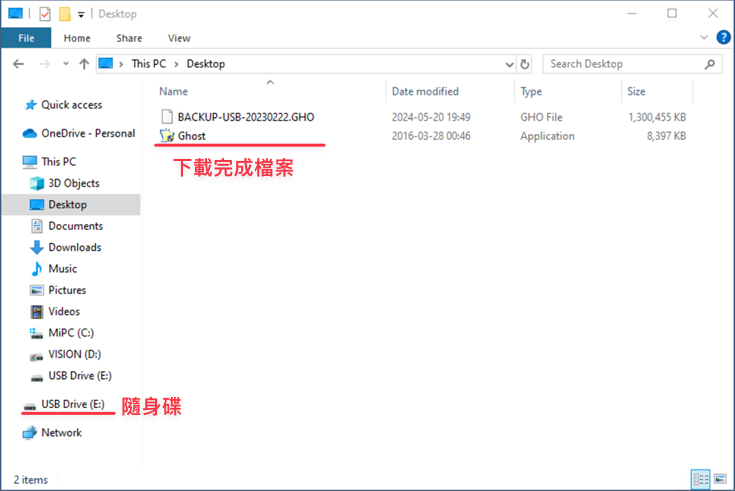 Desktop
File Home Share View
This PC > Desktop
Search Desktop
Name Date modified Type Size
Quick access
BACKUP-USB-20230222.GHO 2024-05-20 19:49 GHO File 1,300,455 KB
OneDrive - Personal
Ghost 2016-03-28 00:46 Application 8,397 KB
下載完成檔案
This PC
3D Objects
Desktop
Documents
Downloads
Music
Pictures
Videos
MiPC (C:)
VISION (D:)
USB Drive (E:)
USB Drive (E:) 隨身碟
Network
2 items